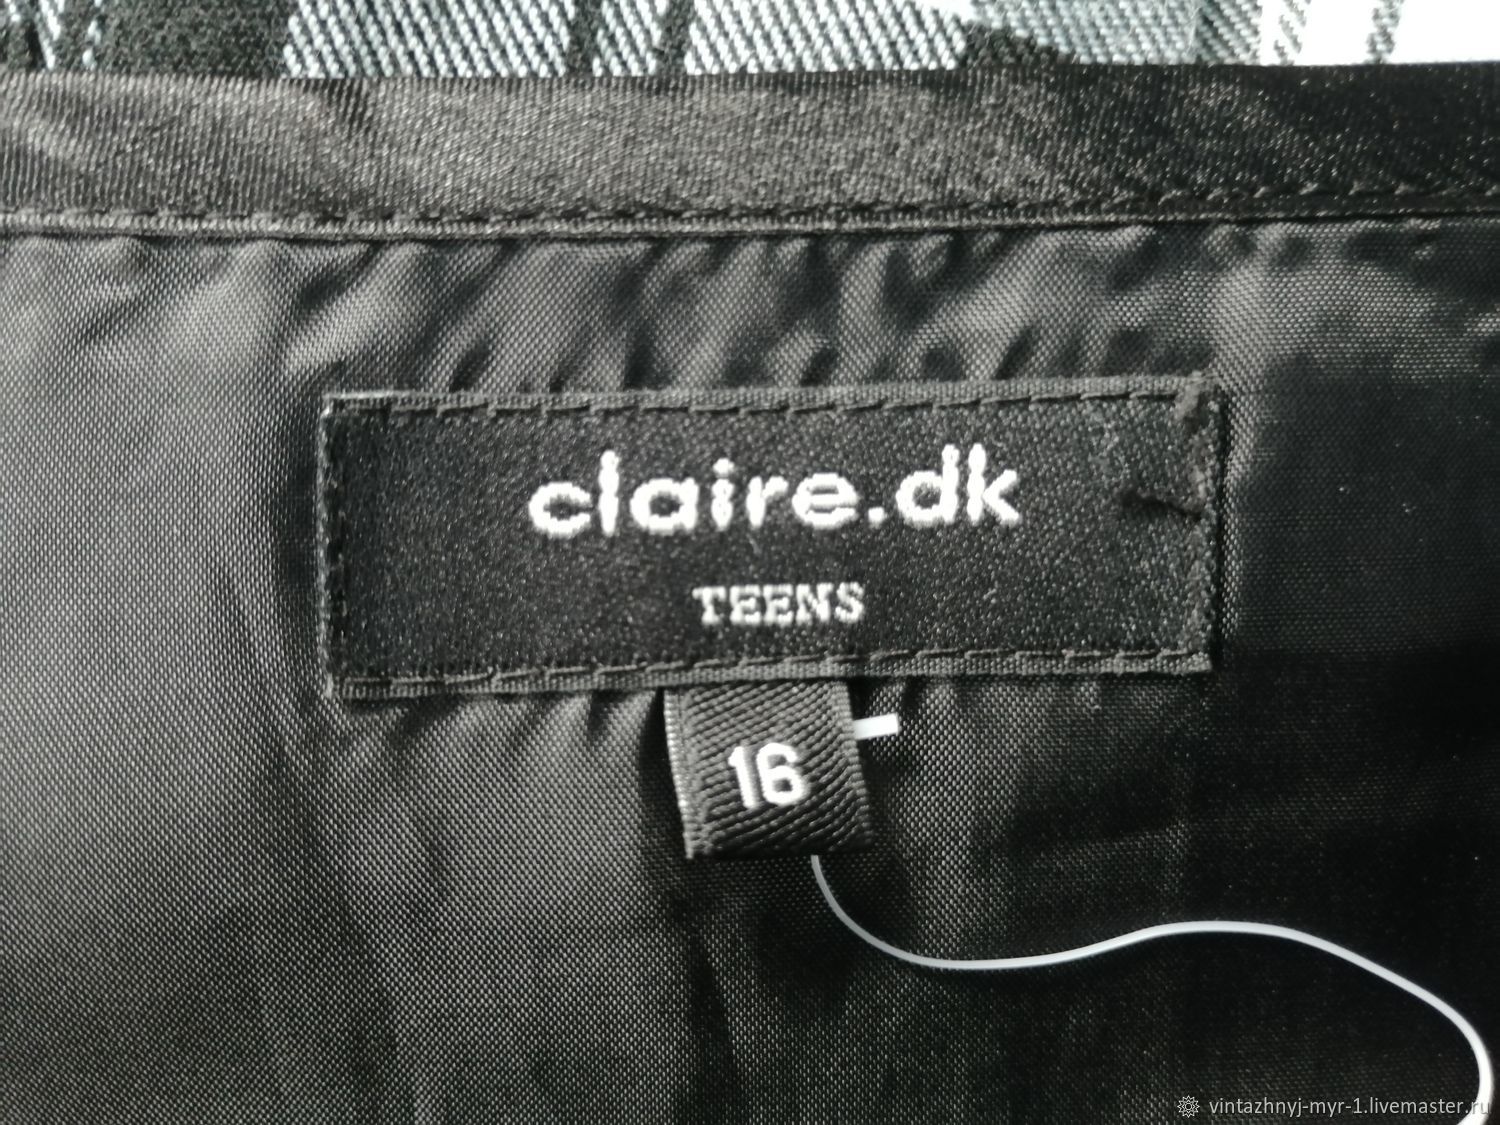 claire.dk
TEENS
16
vintazhnyj-myr-1.livemaster.ru